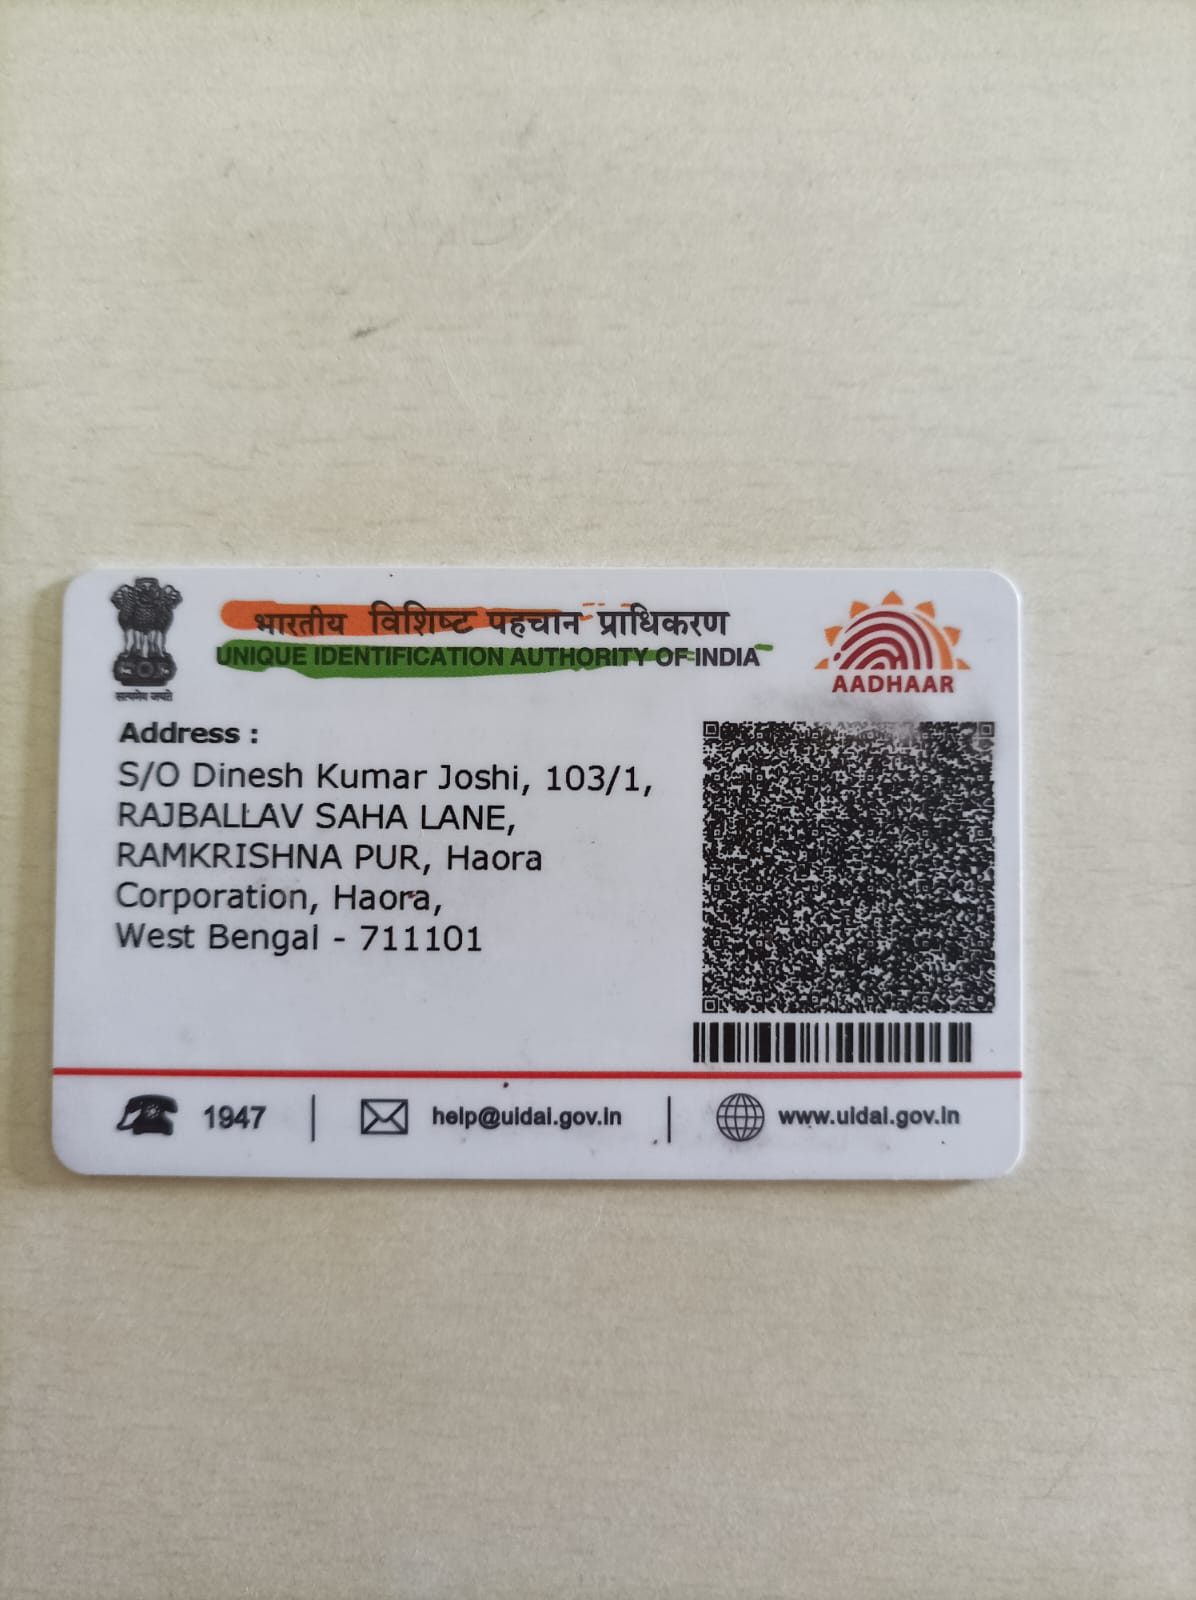 भारतीय विशिष्ट पहचान प्राधिकरण
UNIQUE IDENTIFICATION AUTHORITY OF INDIA
सत्यमेव जयते
AADHAAR
Address :
S/O Dinesh Kumar Joshi, 103/1,
RAJBALLAV SAHA LANE,
RAMKRISHNA PUR, Haora
Corporation, Haora,
West Bengal - 711101
1947
help@uidai.gov.in
www.uidai.gov.in